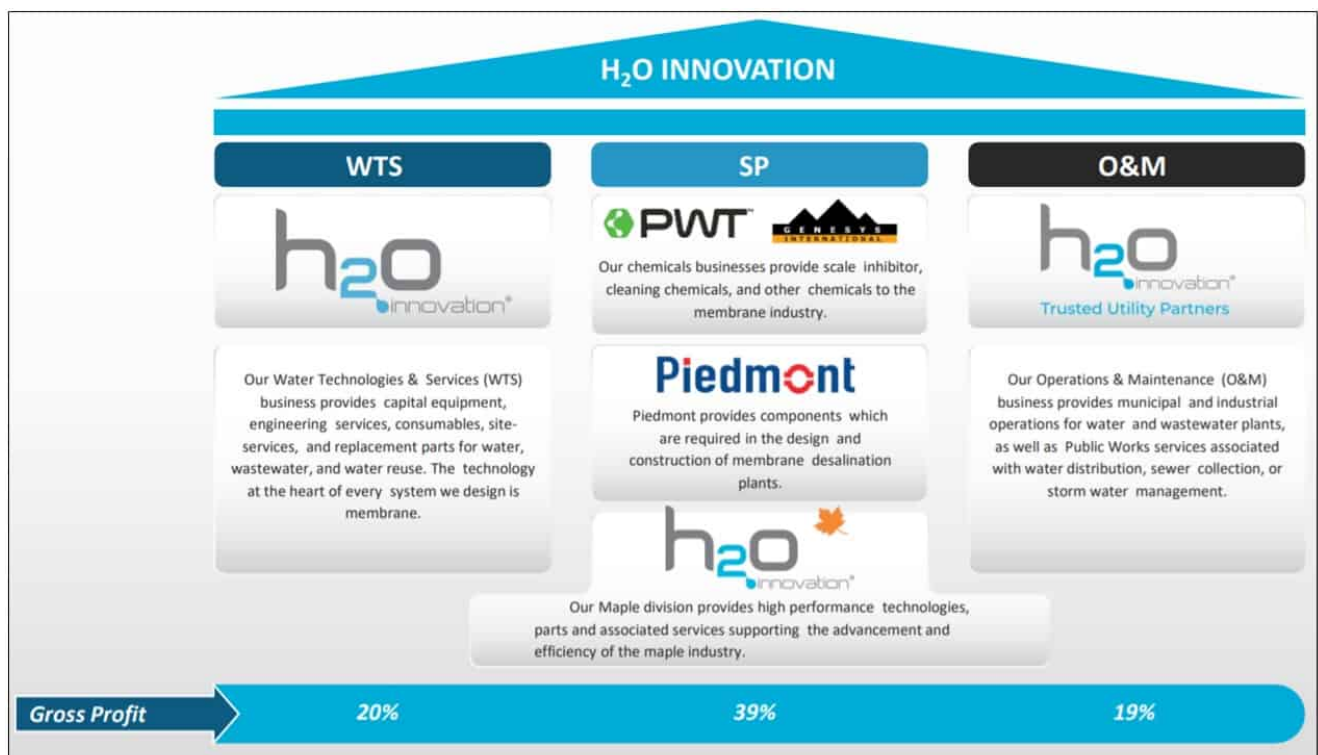 H₂O INNOVATION
WTS
h2o
innovation®
Our Water Technologies & Services (WTS)
business provides capital equipment,
engineering services, consumables, site-
services, and replacement parts for water,
wastewater, and water reuse. The technology
at the heart of every system we design is
membrane.
SP
PWT™
GENESYS
INTERNATIONAL
Our chemicals businesses provide scale inhibitor,
cleaning chemicals, and other chemicals to the
membrane industry.
Piedmont
Piedmont provides components which
are required in the design and
construction of membrane desalination
plants.
h2o
innovation®
Our Maple division provides high performance technologies,
parts and associated services supporting the advancement and
efficiency of the maple industry.
O&M
h2o
innovation®
Trusted Utility Partners
Our Operations & Maintenance (O&M)
business provides municipal and industrial
operations for water and wastewater plants,
as well as Public Works services associated
with water distribution, sewer collection, or
storm water management.
Gross Profit
20%
39%
19%